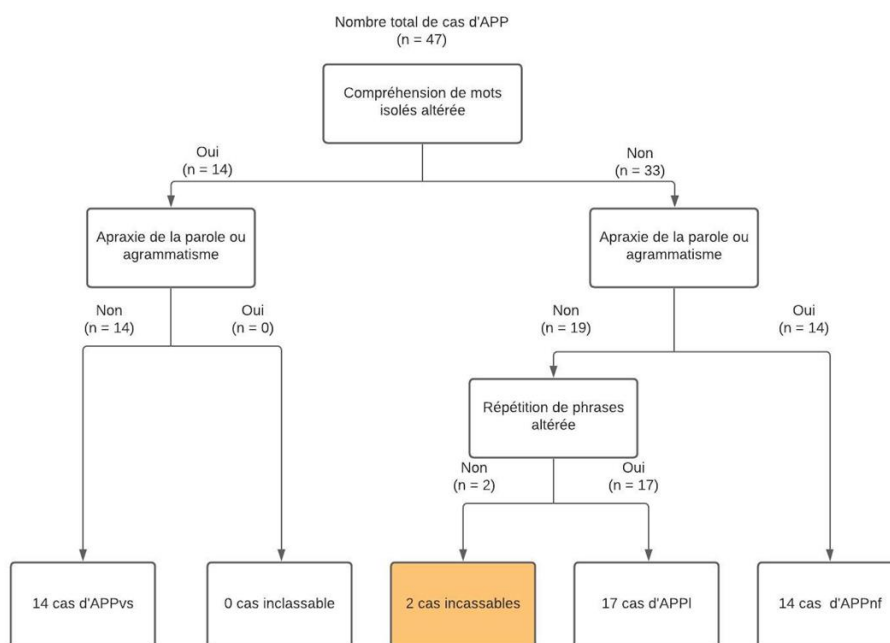 Nombre total de cas d'APP
(n = 47)
Compréhension de mots
isolés altérée
Oui
(n = 14)
Non
(n = 33)
Apraxie de la parole ou
agrammatisme
Apraxie de la parole ou
agrammatisme
Non
(n = 14)
Oui
(n = 0)
Non
(n = 19)
Oui
(n = 14)
Répétition de phrases
altérée
Non
(n = 2)
Oui
(n = 17)
14 cas d'APPvs
0 cas inclassable
2 cas incassables
17 cas d'APPl
14 cas d'APPnf